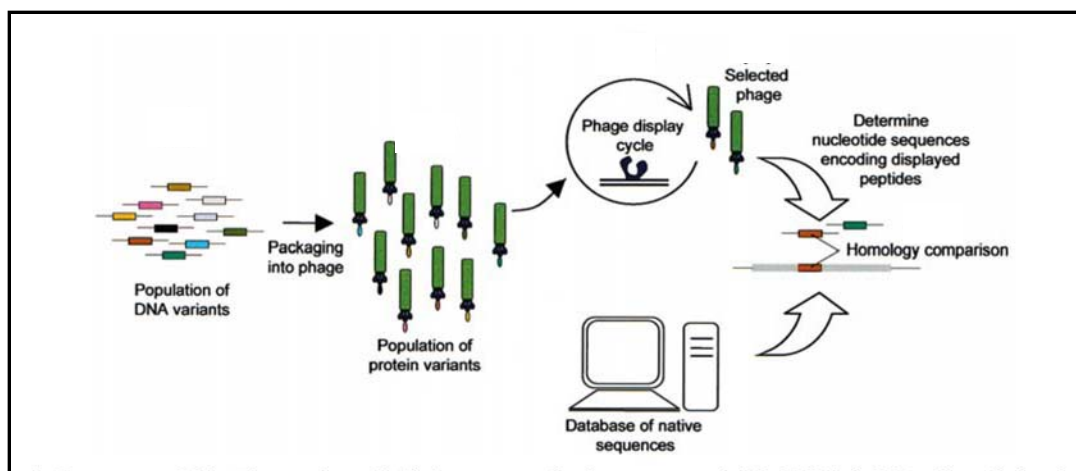 Population of
DNA variants
Packaging
into phage
Population of
protein variants
Phage display
cycle
Selected
phage
Determine
nucleotide sequences
encoding displayed
peptides
Homology comparison
Database of native
sequences